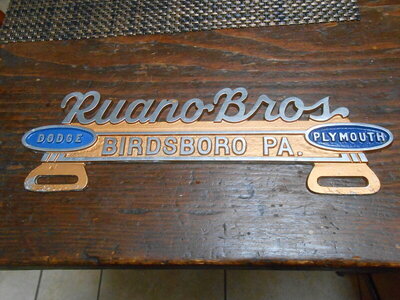 Ruano Bros.
DODGE
PLYMOUTH
BIRDSBORO PA.